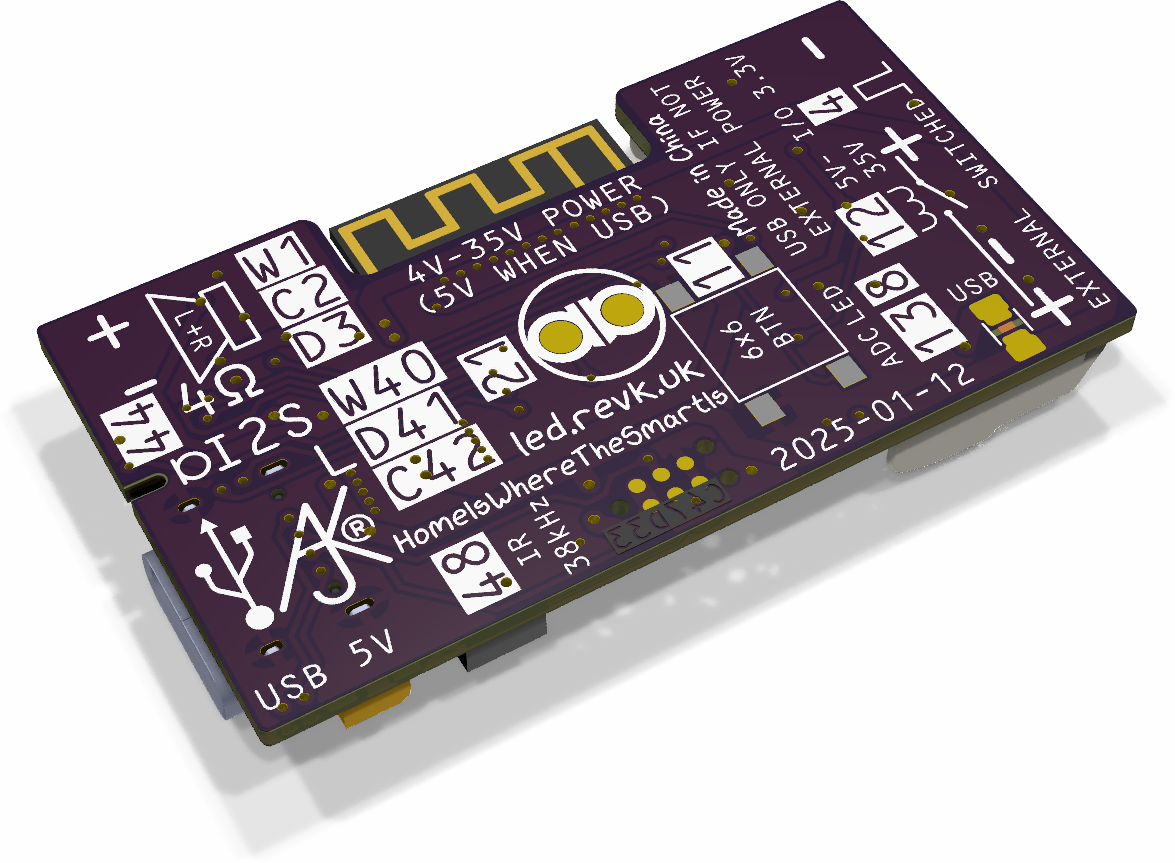 W1
C2
D3
L+R
4Ω
44
pI2S
L
W40
D41
C42
AJK®
USB 5V
4V-35V POWER
(5V WHEN USB)
21
led.revk.uk
HomeIsWhereTheSmartIs
48
IR
38kHz
11
6x6
BTN
2025-01-12
Made in China
USB ONLY IF NOT
EXTERNAL POWER
I/O 3.3V
4
SWITCHED
5V-
35V
12
8
13
ADC LED
USB
EXTERNAL